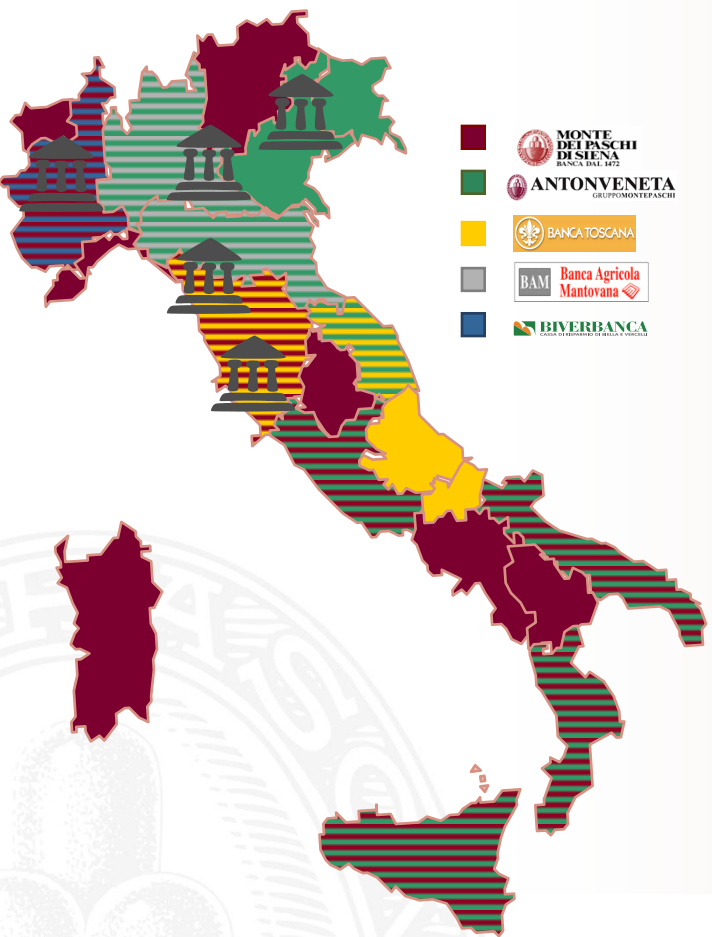 MONTE
DEI PASCHI
DI SIENA
BANCA DAL 1472
ANTONVENETA
GRUPPOMONTEPASCHI
BANCA TOSCANA
BAM
Banca Agricola
Mantovana
BIVERBANCA
CASSA DI RISPARMIO DI BIELLA E VERCELLI